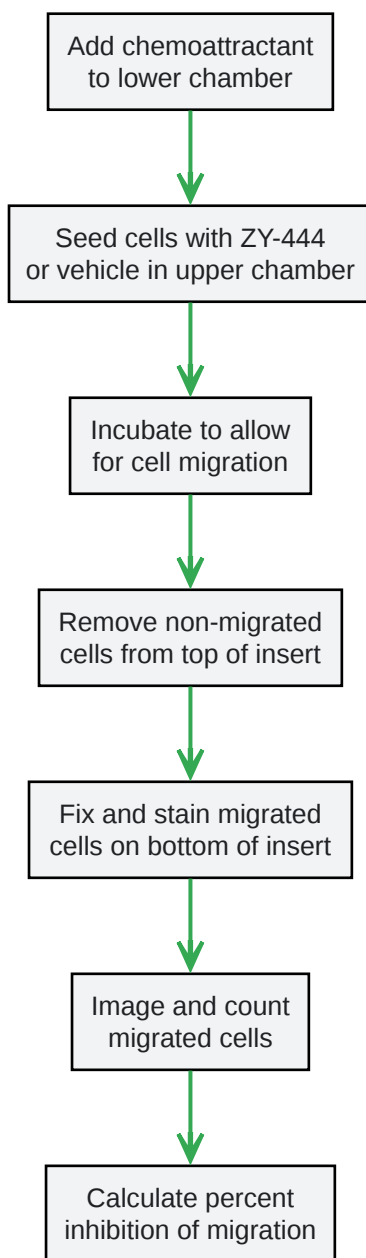 Add chemoattractant
to lower chamber
Seed cells with ZY-444
or vehicle in upper chamber
Incubate to allow
for cell migration
Remove non-migrated
cells from top of insert
Fix and stain migrated
cells on bottom of insert
Image and count
migrated cells
Calculate percent
inhibition of migration